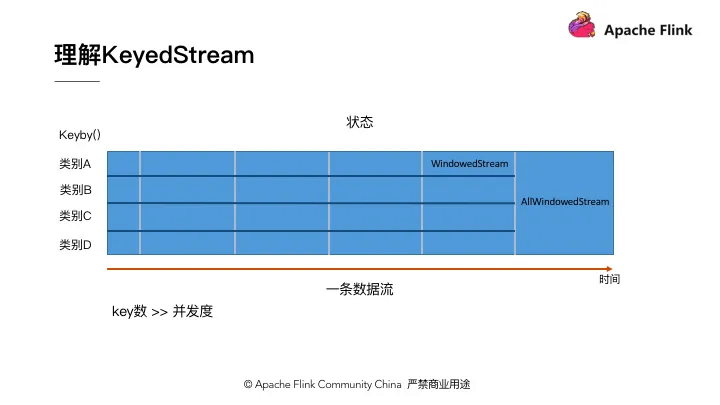 Apache Flink
理解KeyedStream
状态
Keyby()
类别A
WindowedStream
类别B
AllWindowedStream
类别C
类别D
时间
一条数据流
key数 >> 并发度
© Apache Flink Community China 严禁商业用途